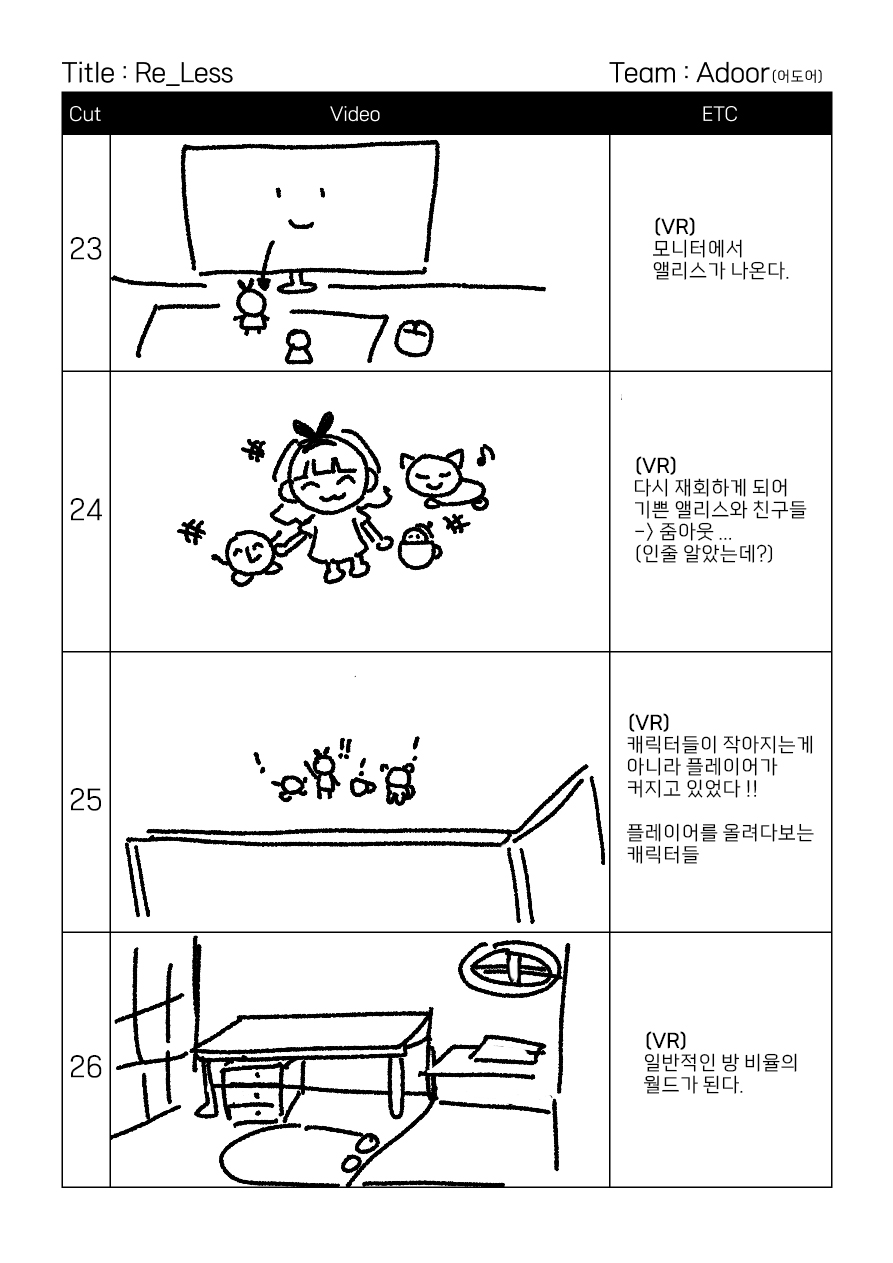 Title : Re_Less
Team : Adoor(어도어)
Cut Video ETC
23
(VR)
모니터에서
앨리스가 나온다.
24
(VR)
다시 재회하게 되어
기쁜 앨리스와 친구들
-> 줌아웃 ...
(인줄 알았는데?)
25
!
!!
!
!
(VR)
캐릭터들이 작아지는게
아니라 플레이어가
커지고 있었다 !!
플레이어를 올려다보는
캐릭터들
26
(VR)
일반적인 방 비율의
월드가 된다.